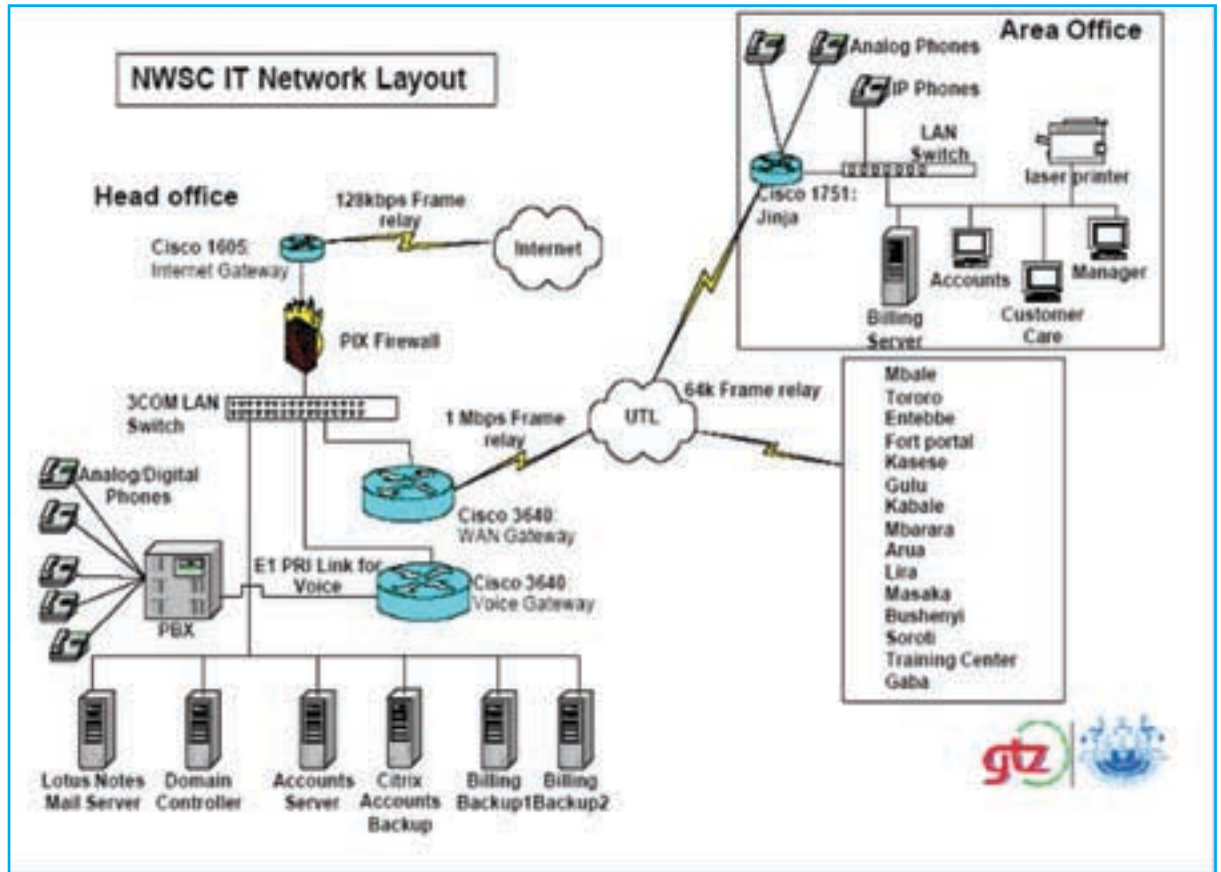 NWSC IT Network Layout
Head office
128kbps Frame
relay
Internet
Cisco 1605:
Internet Gateway
PIX Firewall
3COM LAN
Switch
1 Mbps Frame
relay
UTL
64k Frame relay
Analog/Digital
Phones
Cisco 3640:
WAN Gateway
E1 PRI Link for
Voice
Cisco 3640
Voice Gateway
PBX
Lotus Notes
Mail Server
Domain
Controller
Accounts
Server
Citrix
Accounts
Backup
Billing
Backup1
Billing
Backup2
Area Office
Analog Phones
IP Phones
LAN
Switch
laser printer
Cisco 1751:
Jinja
Billing
Server
Accounts
Customer
Care
Manager
Mbale
Tororo
Entebbe
Fort portal
Kasese
Gulu
Kabale
Mbarara
Arua
Lira
Masaka
Bushenyi
Soroti
Training Center
Gaba
gtz